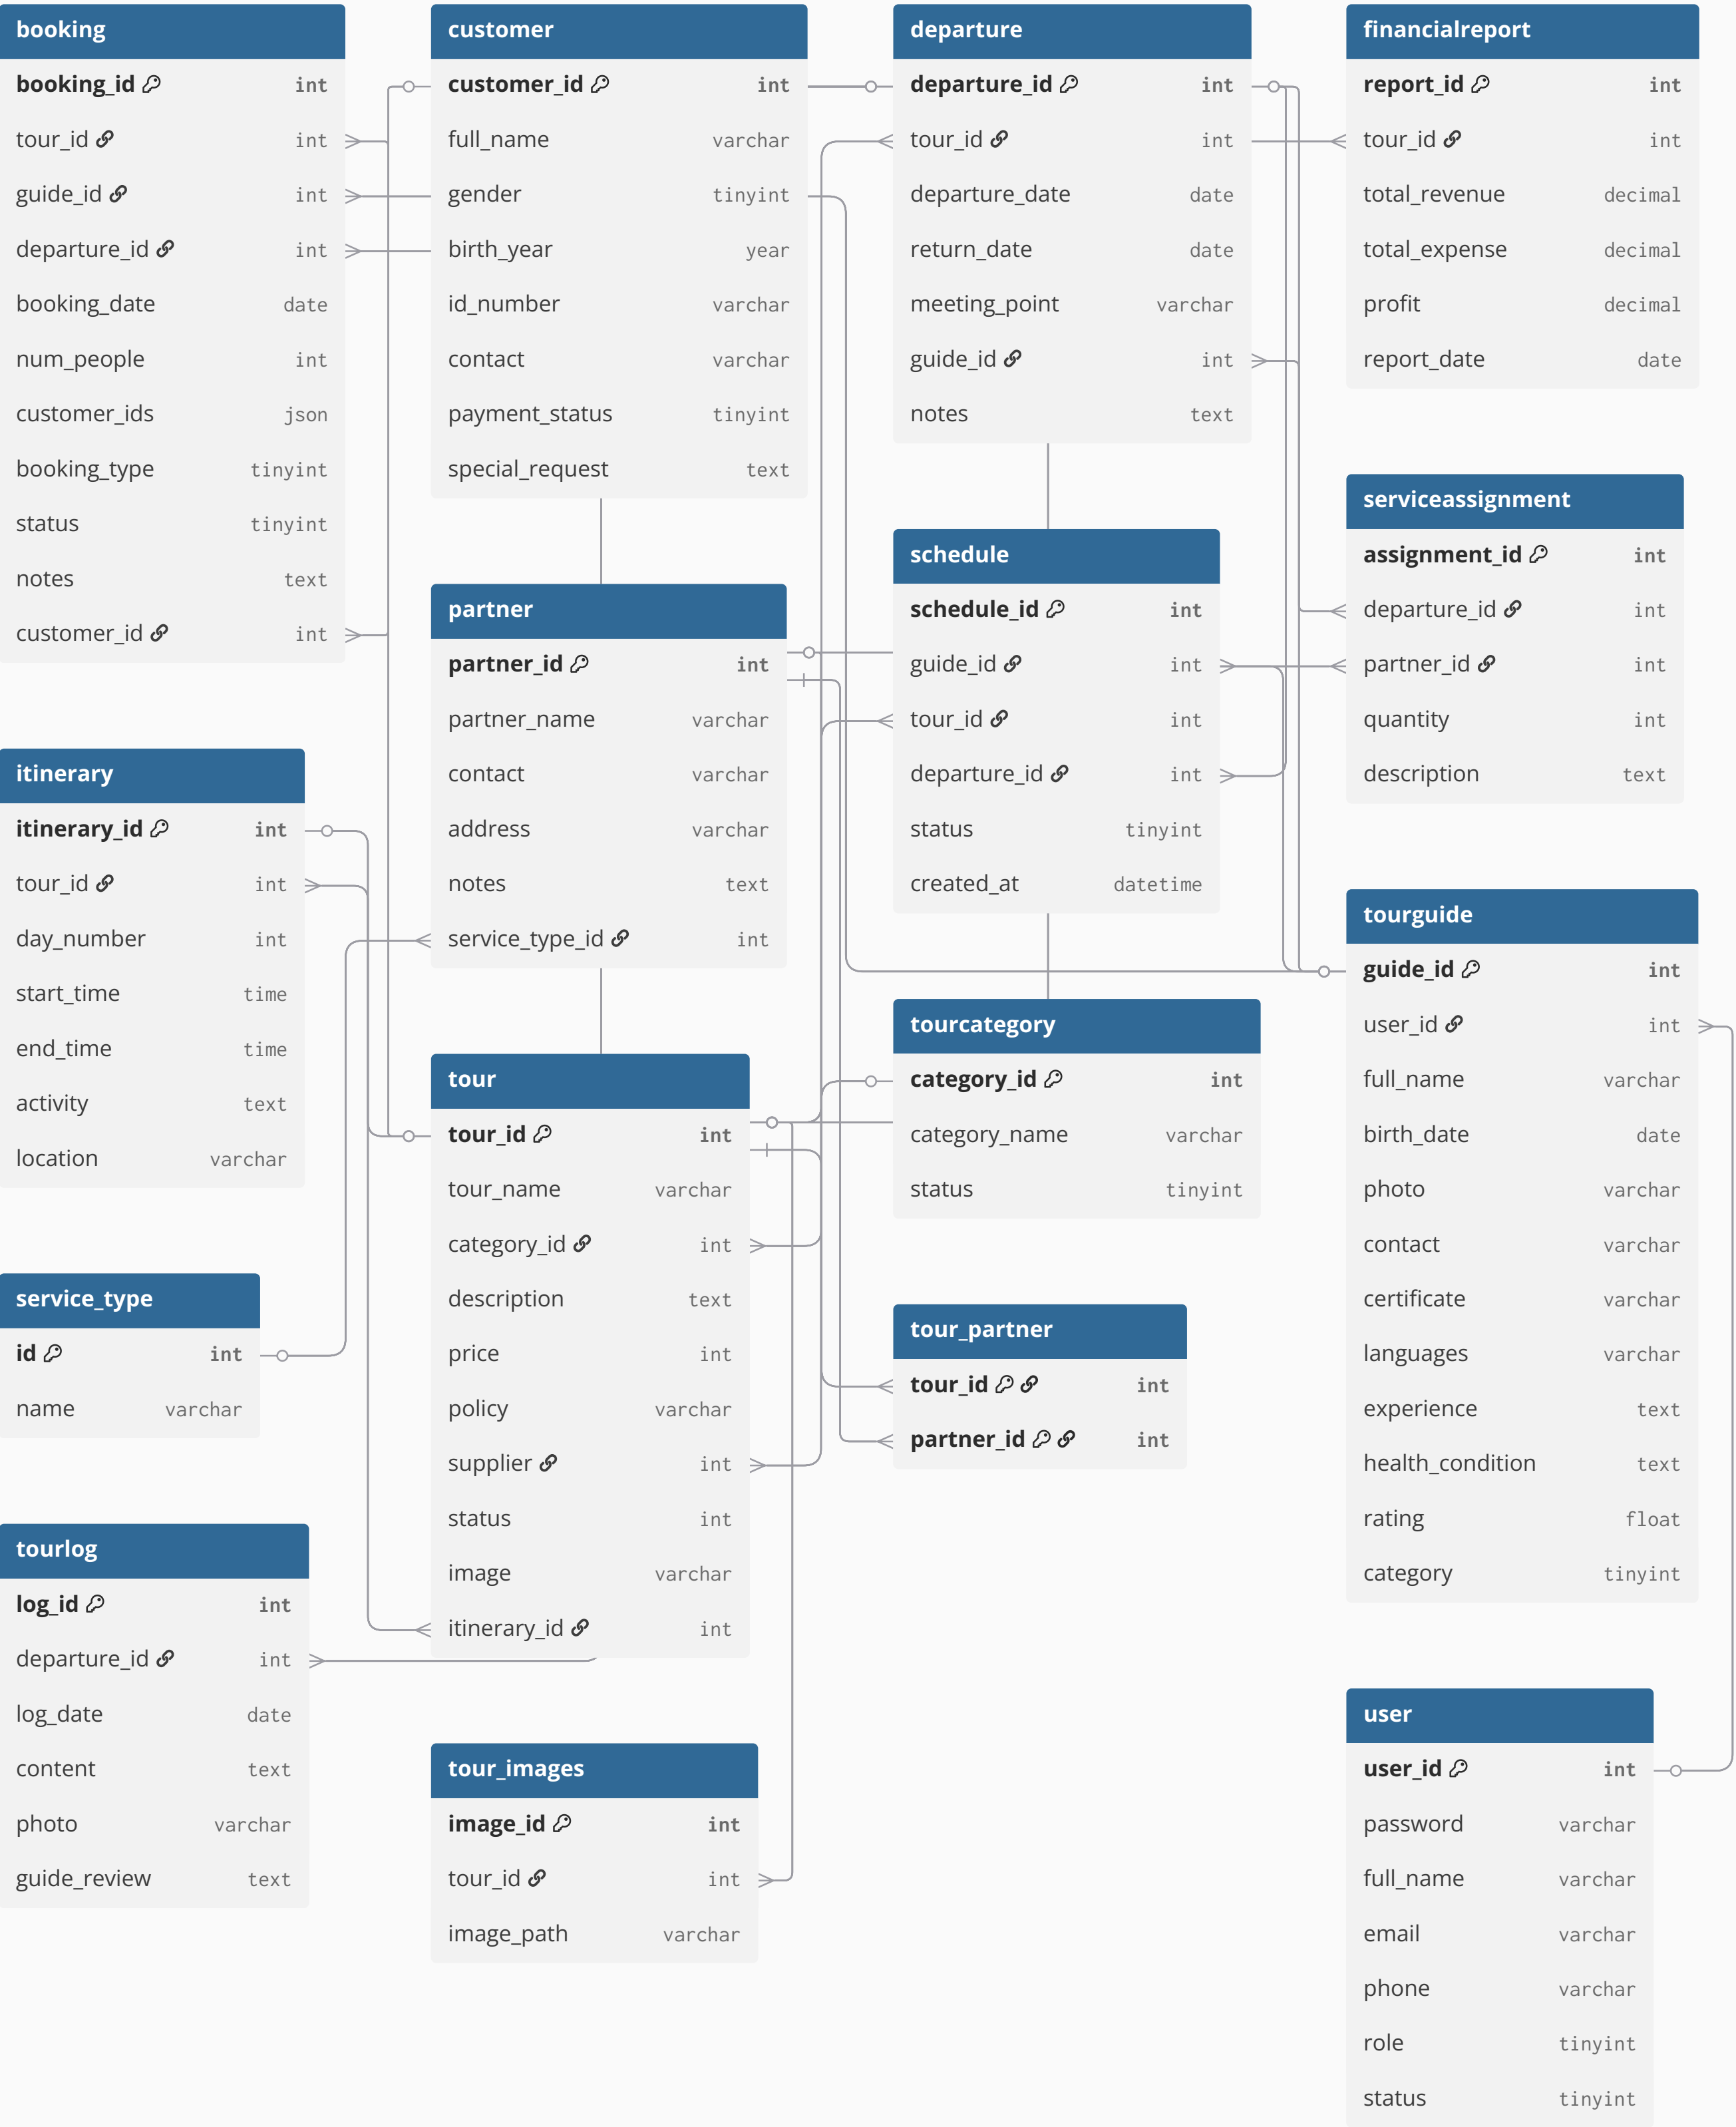 booking
booking_id int
tour_id int
guide_id int
departure_id int
booking_date date
num_people int
customer_ids json
booking_type tinyint
status tinyint
notes text
customer_id int
customer
customer_id int
full_name varchar
gender tinyint
birth_year year
id_number varchar
contact varchar
payment_status tinyint
special_request text
departure
departure_id int
tour_id int
departure_date date
return_date date
meeting_point varchar
guide_id int
notes text
financialreport
report_id int
tour_id int
total_revenue decimal
total_expense decimal
profit decimal
report_date date
serviceassignment
assignment_id int
departure_id int
partner_id int
quantity int
description text
schedule
schedule_id int
guide_id int
tour_id int
departure_id int
status tinyint
created_at datetime
partner
partner_id int
partner_name varchar
contact varchar
address varchar
notes text
service_type_id int
itinerary
itinerary_id int
tour_id int
day_number int
start_time time
end_time time
activity text
location varchar
tourguide
guide_id int
user_id int
full_name varchar
birth_date date
photo varchar
contact varchar
certificate varchar
languages varchar
experience text
health_condition text
rating float
category tinyint
tourcategory
category_id int
category_name varchar
status tinyint
tour
tour_id int
tour_name varchar
category_id int
description text
price int
policy varchar
supplier int
status int
image varchar
itinerary_id int
service_type
id int
name varchar
tour_partner
tour_id int
partner_id int
tourlog
log_id int
departure_id int
log_date date
content text
photo varchar
guide_review text
tour_images
image_id int
tour_id int
image_path varchar
user
user_id int
password varchar
full_name varchar
email varchar
phone varchar
role tinyint
status tinyint